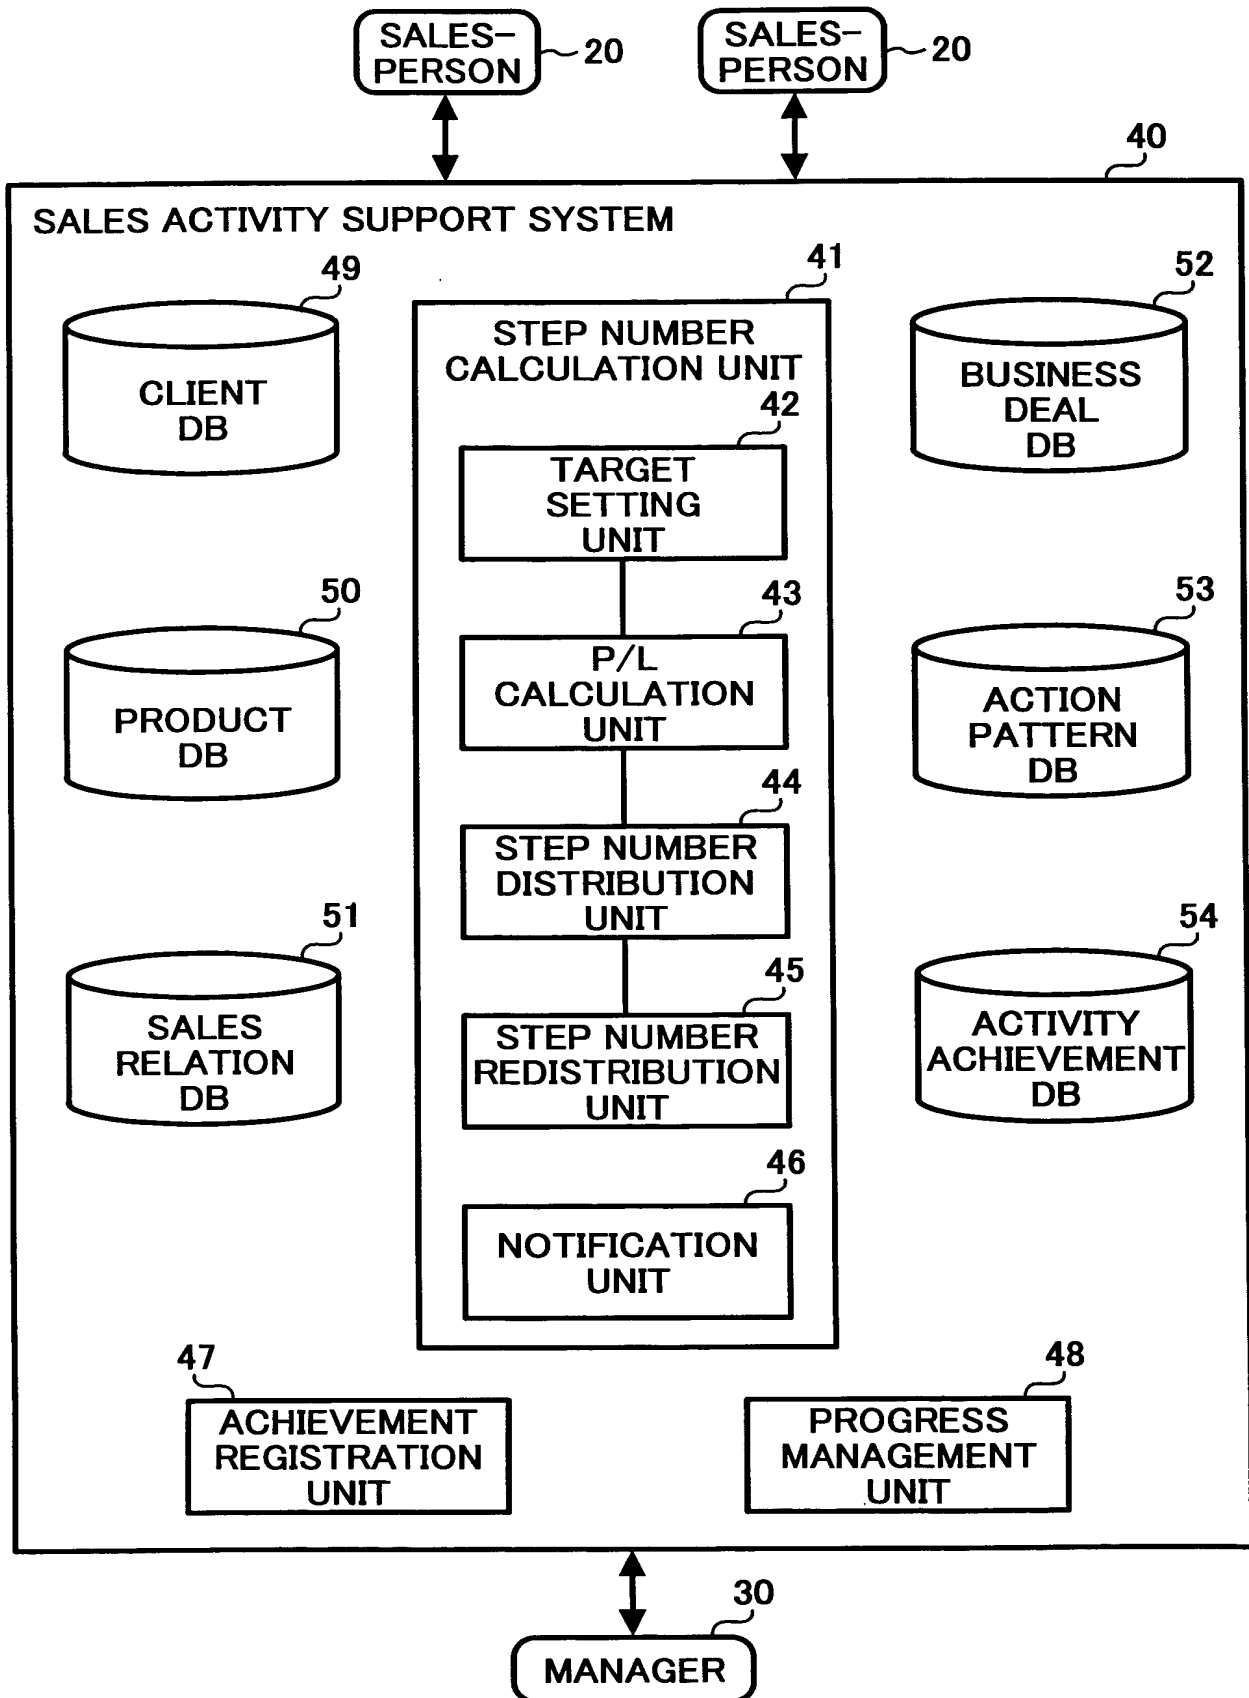 SALES-
PERSON
20
SALES-
PERSON
20
40
SALES ACTIVITY SUPPORT SYSTEM
49
CLIENT
DB
41
STEP NUMBER
CALCULATION UNIT
52
BUSINESS
DEAL
DB
42
TARGET
SETTING
UNIT
50
PRODUCT
DB
43
P/L
CALCULATION
UNIT
53
ACTION
PATTERN
DB
44
STEP NUMBER
DISTRIBUTION
UNIT
51
SALES
RELATION
DB
45
STEP NUMBER
REDISTRIBUTION
UNIT
54
ACTIVITY
ACHIEVEMENT
DB
46
NOTIFICATION
UNIT
47
ACHIEVEMENT
REGISTRATION
UNIT
48
PROGRESS
MANAGEMENT
UNIT
30
MANAGER